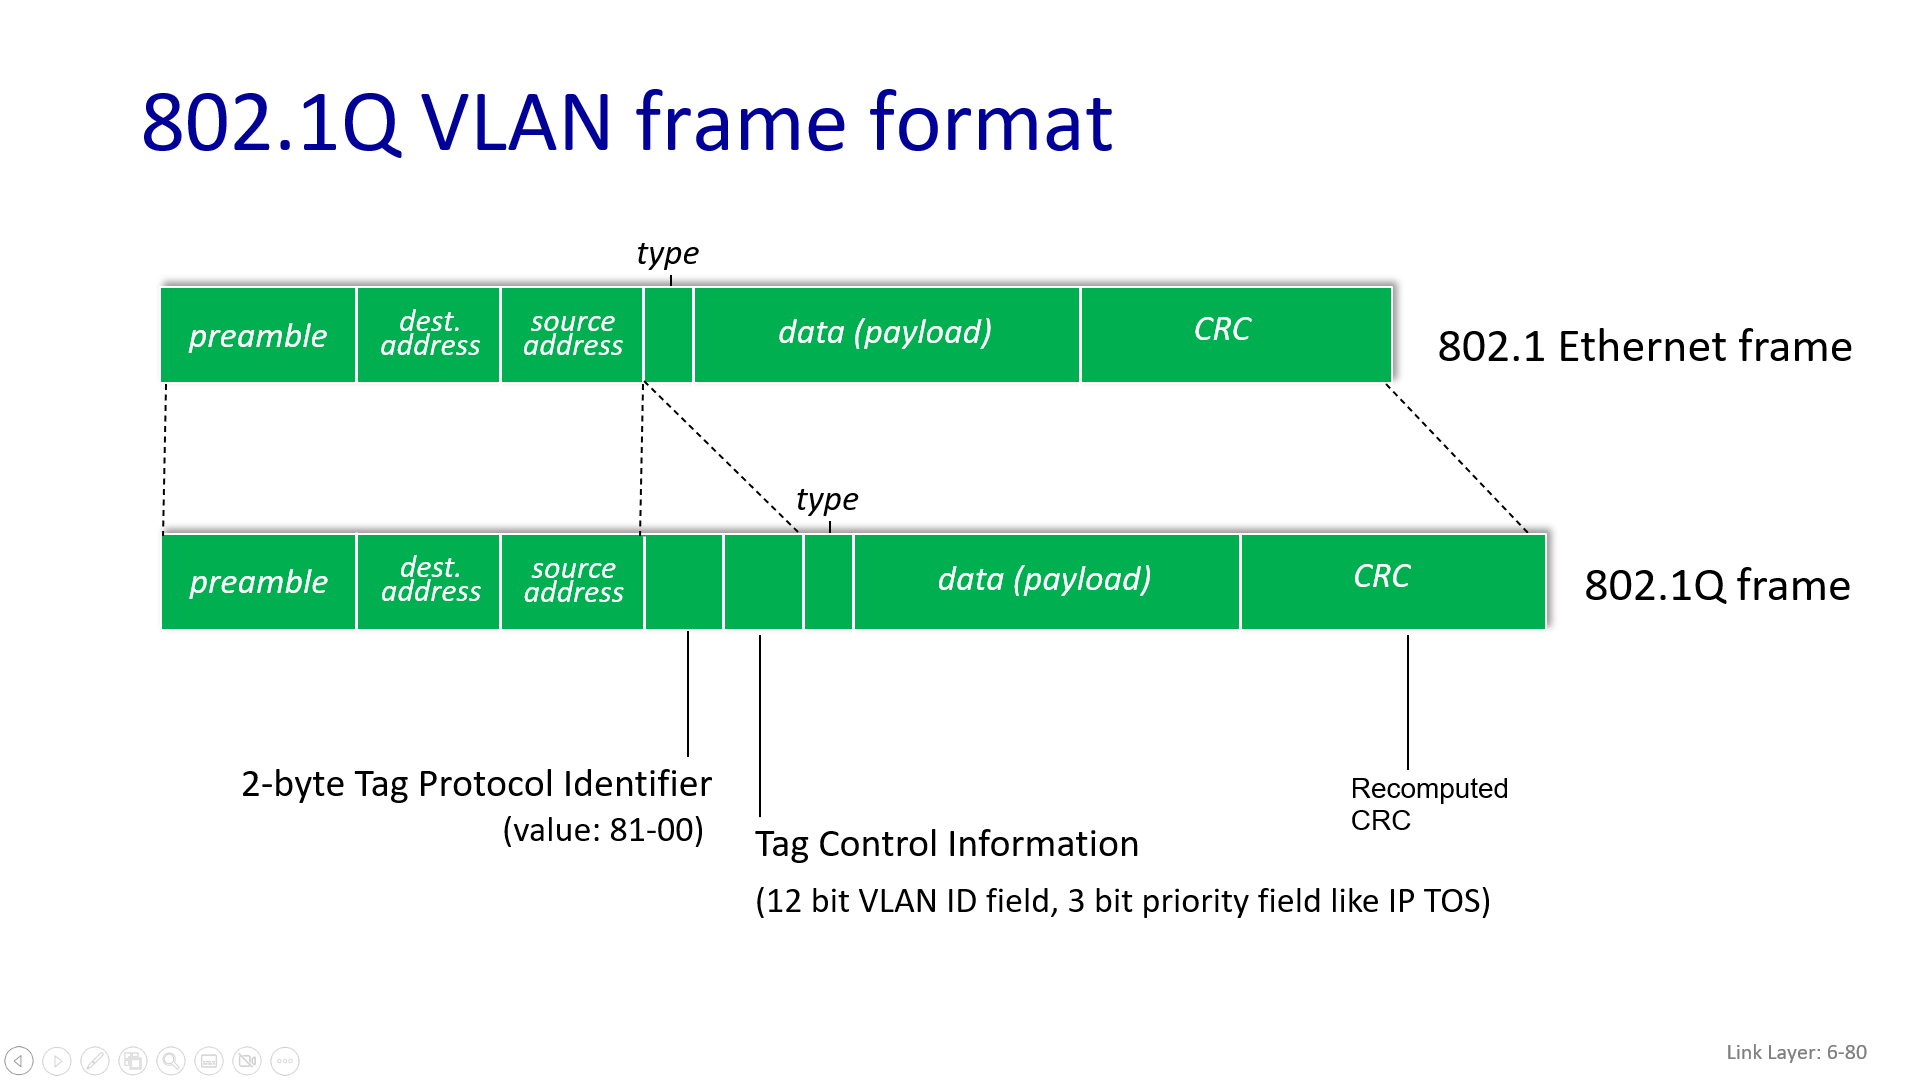 802.1Q VLAN frame format
type
preamble
dest.
address
source
address
data (payload)
CRC
802.1 Ethernet frame
type
preamble
dest.
address
source
address
data (payload)
CRC
802.1Q frame
2-byte Tag Protocol Identifier
(value: 81-00)
Tag Control Information
(12 bit VLAN ID field, 3 bit priority field like IP TOS)
Recomputed
CRC
Link Layer: 6-80